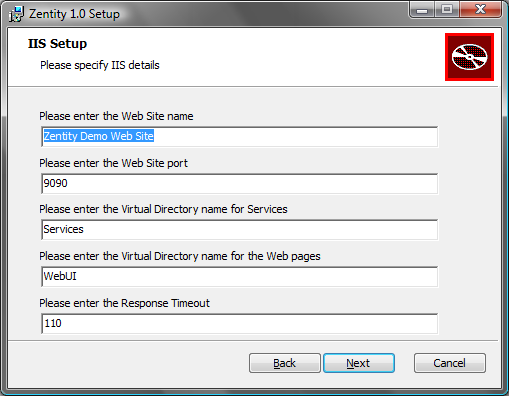 Zentity 1.0 Setup
IIS Setup
Please specify IIS details
Please enter the Web Site name
Zentity Demo Web Site
Please enter the Web Site port
9090
Please enter the Virtual Directory name for Services
Services
Please enter the Virtual Directory name for the Web pages
WebUI
Please enter the Response Timeout
110
Back Next Cancel